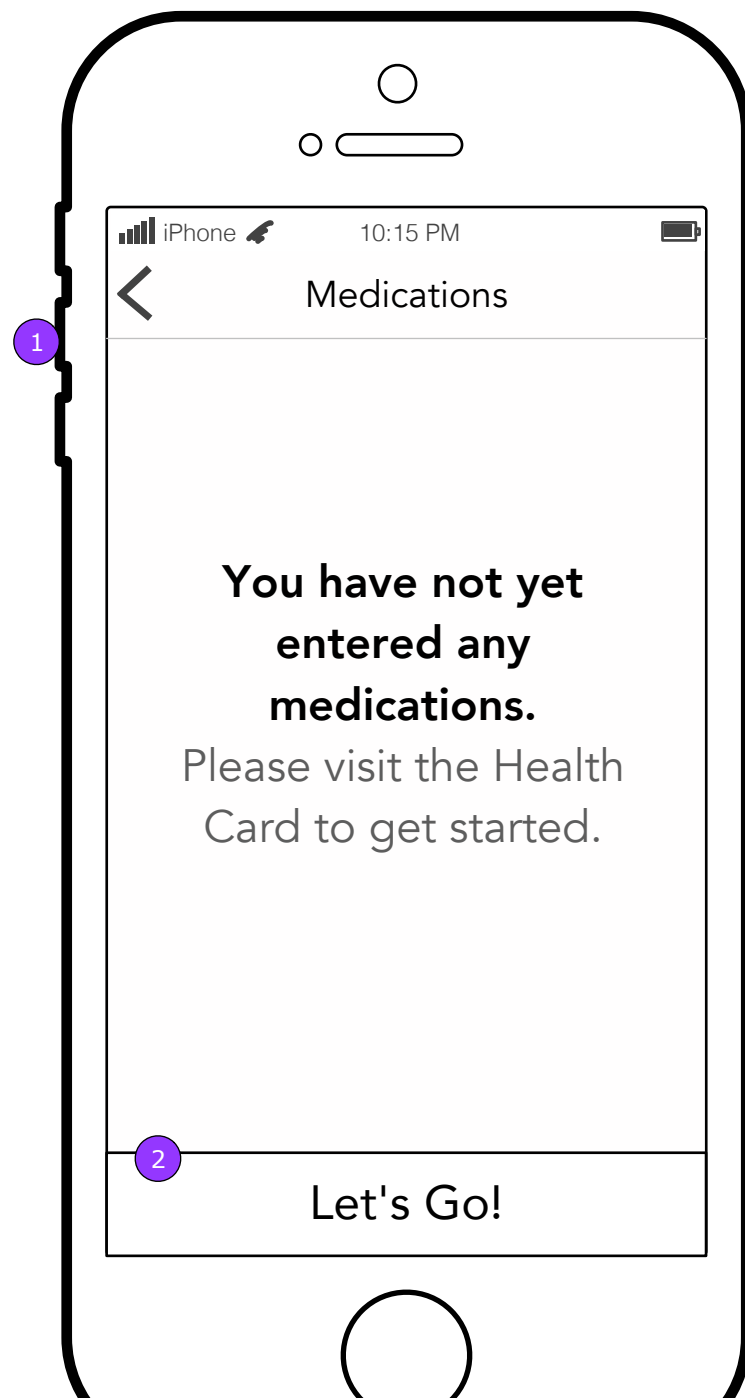 iPhone 10:15 PM
Medications
1
You have not yet
entered any
medications.
Please visit the Health
Card to get started.
2
Let's Go!